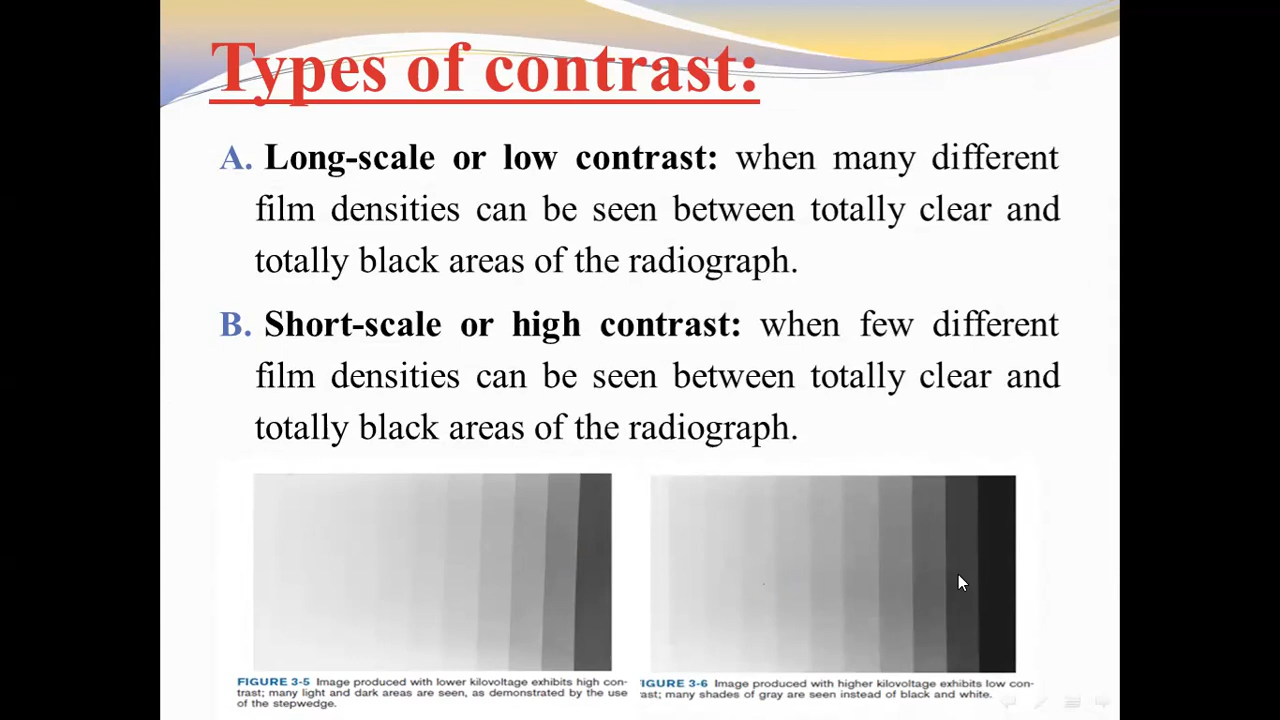 Types of contrast:
A. Long-scale or low contrast: when many different
film densities can be seen between totally clear and
totally black areas of the radiograph.
B. Short-scale or high contrast: when few different
film densities can be seen between totally clear and
totally black areas of the radiograph.
FIGURE 3-5 Image produced with lower kilovoltage exhibits high con-
trast; many light and dark areas are seen, as demonstrated by the use
of the stepwedge.
IGURE 3-6 Image produced with higher kilovoltage exhibits low con-
ast; many shades of gray are seen instead of black and white.